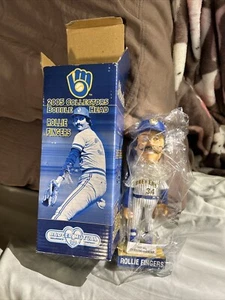 2005 COLLECTORS
BOBBLE HEAD
ROLLIE
FINGERS
34
ROLLIE FINGERS